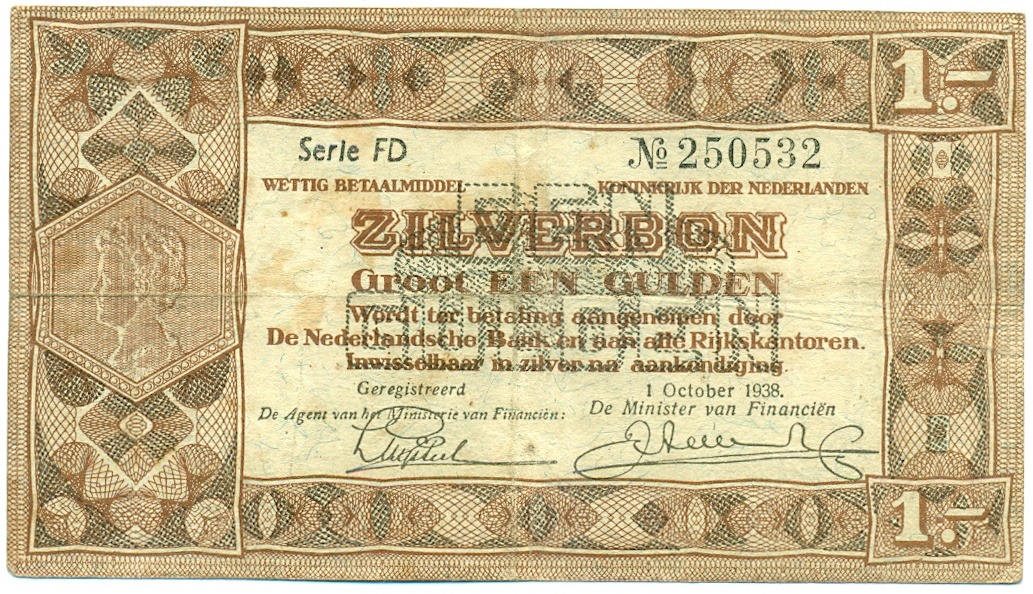 1.–
Serie FD № 250532
WETTIG BETAALMIDDEL KONINKRIJK DER NEDERLANDEN
ZILVERBON
Groot EEN GULDEN
Wordt ter betaling aangenomen door
De Nederlandsche Bank en aan alle Rijkskantoren.
Inwisselbaar in zilver na aankondiging.
EEN
GULDEN
Geregistreerd 1 October 1938.
De Agent van het Ministerie van Financiën: De Minister van Financiën
1.–